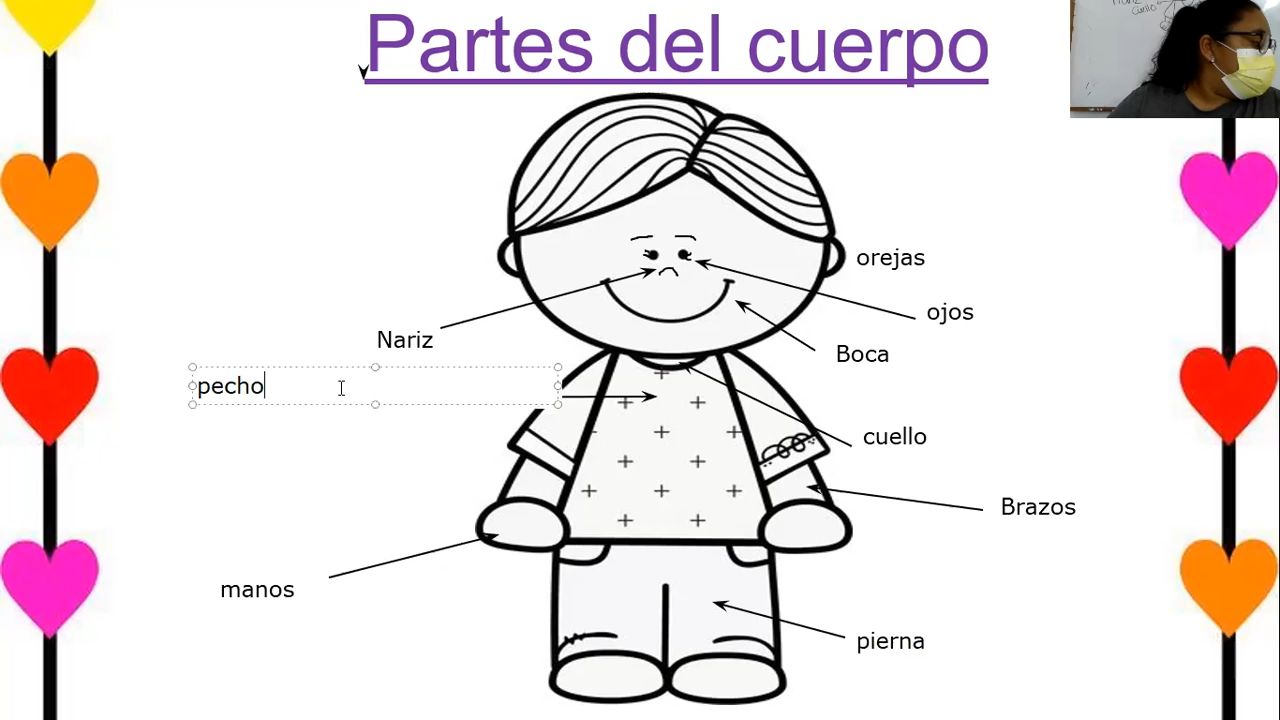 Partes del cuerpo
orejas
ojos
Nariz
Boca
pecho
cuello
Brazos
manos
pierna